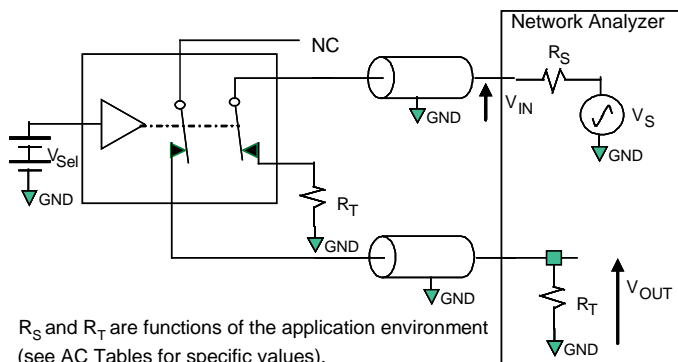 Network Analyzer
NC
R_S
GND
V_IN
V_S
GND
V_Sel
GND
R_T
GND
GND
V_OUT
R_T
GND
R_S and R_T are functions of the application environment
(see AC Tables for specific values).